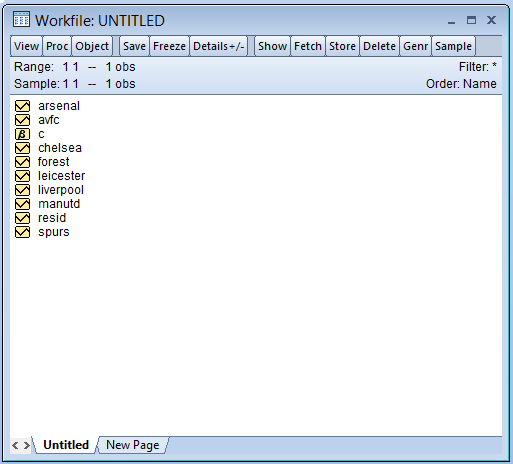 Workfile: UNTITLED
View Proc Object Save Freeze Details+/- Show Fetch Store Delete Genr Sample
Range: 1 1 -- 1 obs Filter: *
Sample: 1 1 -- 1 obs Order: Name
arsenal
avfc
β c
chelsea
forest
leicester
liverpool
manutd
resid
spurs
< > Untitled New Page